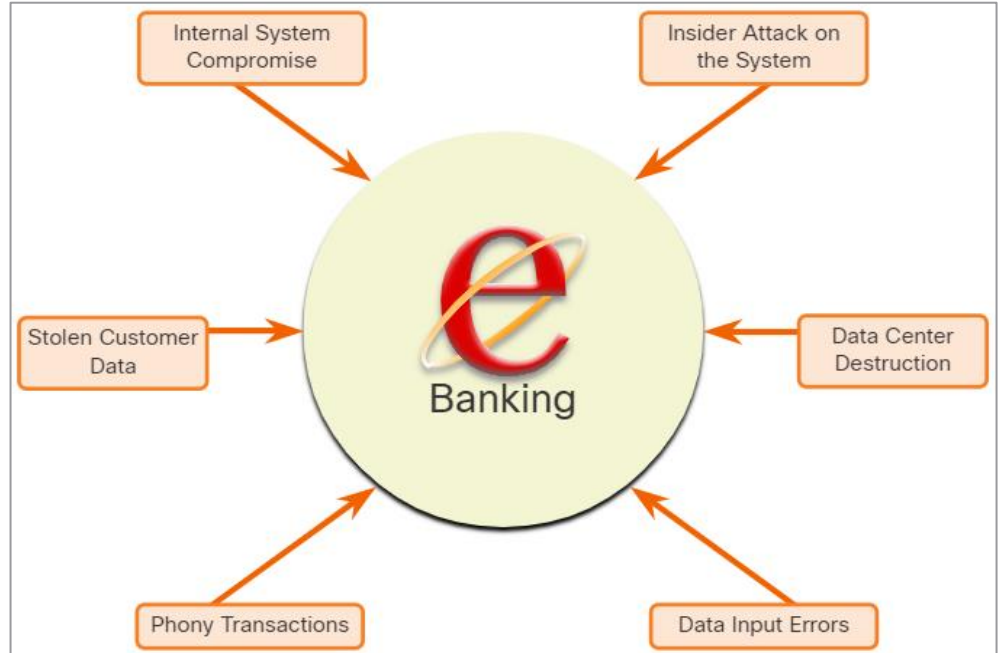 Internal System
Compromise
Insider Attack on
the System
Stolen Customer
Data
e
Banking
Data Center
Destruction
Phony Transactions
Data Input Errors